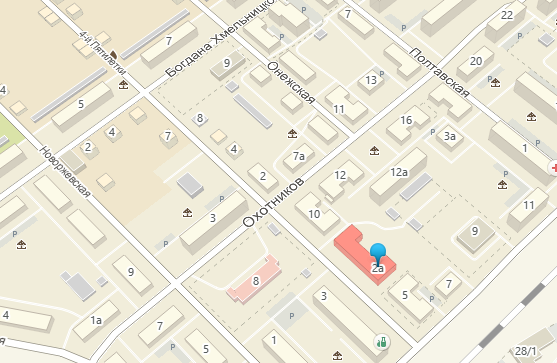 22
7
4-й Пятилетки
Богдана Хмельницко
7
Полтавская
9
Онежская
20
13
4
5
11
16
8
4
7
3а
1
2
4
7а
Новоржевская
2
12
12а
Охотников
3
10
11
9
2а
9
8
7
5
3
4
1а
7
5
1
28/1
P
P
P
P
P
P
P
P
P
P